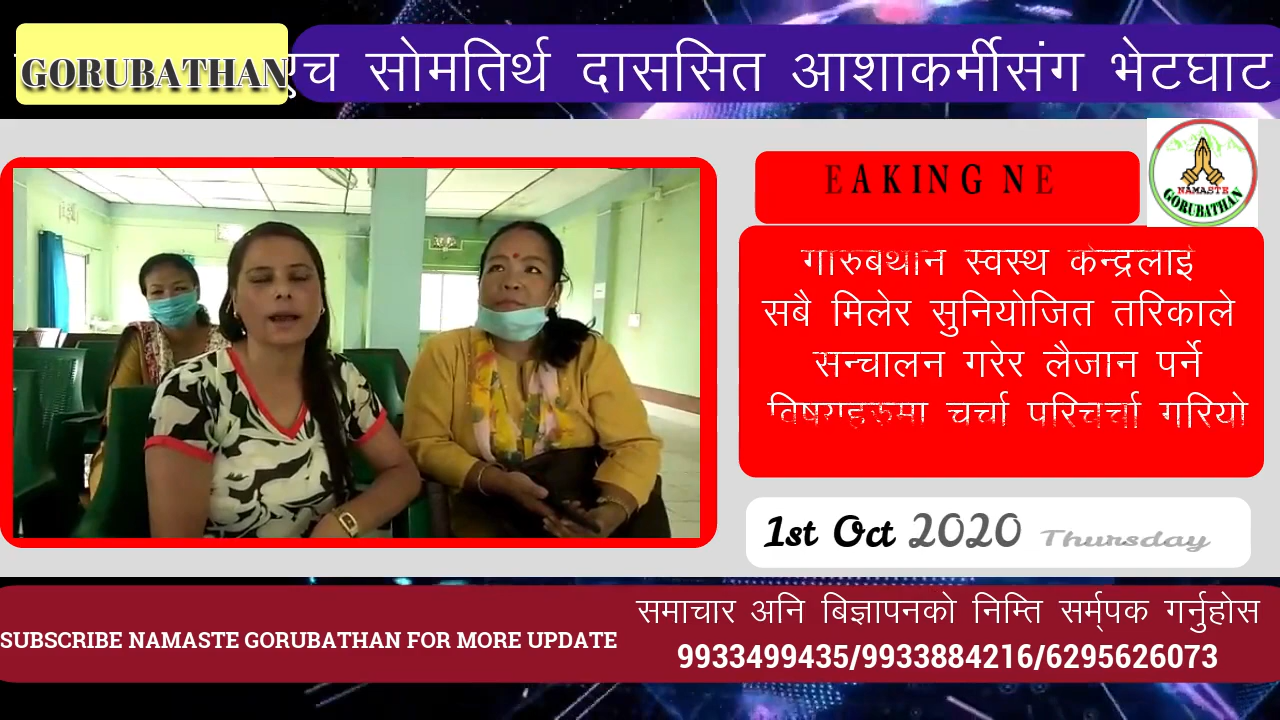 GORUBATHAN
सोमतिर्थ दाससित आशाकर्मीसंग भेटघाट
NAMASTE
GORUBATHAN
EAKING NE
गोरुबथान स्वस्थ केन्द्रलाई
सबै मिलेर सुनियोजित तरिकाले
सन्चालन गरेर लैजान पर्ने
विषयहरुमा चर्चा परिचर्चा गरियो
1st Oct 2020 Thursday
समाचार अनि बिज्ञापनको निम्ति सर्म्पक गर्नुहोस
SUBSCRIBE NAMASTE GORUBATHAN FOR MORE UPDATE
9933499435/9933884216/6295626073